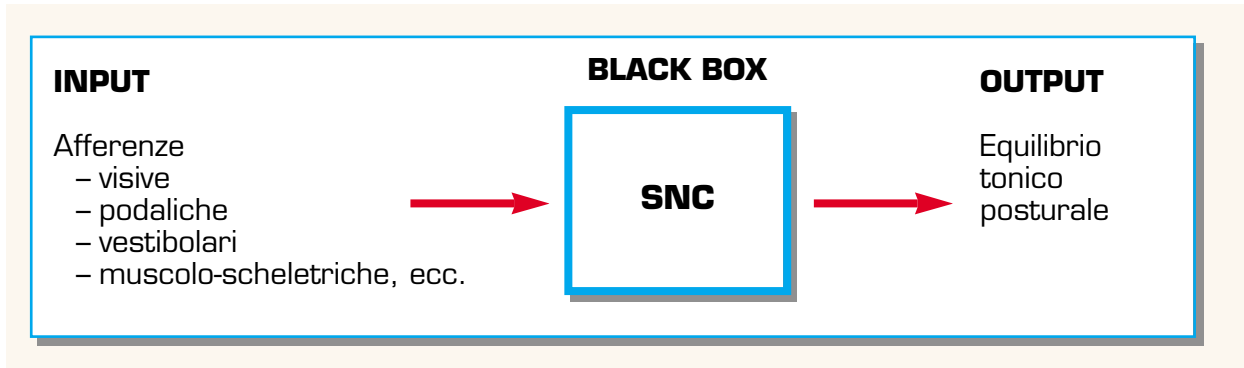 INPUT
Afferenze
– visive
– podaliche
– vestibolari
– muscolo-scheletriche, ecc.
BLACK BOX
SNC
OUTPUT
Equilibrio
tonico
posturale